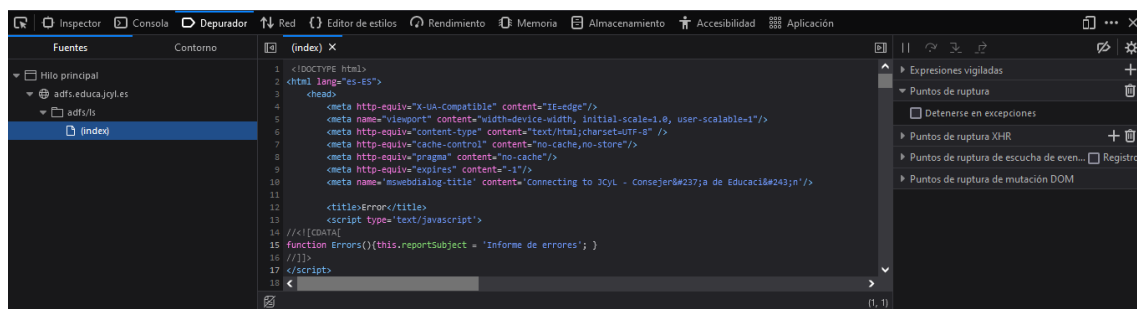 Inspector Consola Depurador Red Editor de estilos Rendimiento Memoria Almacenamiento Accesibilidad Aplicación
Fuentes Contorno
Hilo principal
adfs.educa.jcyl.es
adfs/ls
(index)
(index)
1 <!DOCTYPE html>
2 <html lang="es-ES">
3 <head>
4 <meta http-equiv="X-UA-Compatible" content="IE=edge"/>
5 <meta name="viewport" content="width=device-width, initial-scale=1.0, user-scalable=1"/>
6 <meta http-equiv="content-type" content="text/html;charset=UTF-8" />
7 <meta http-equiv="cache-control" content="no-cache,no-store"/>
8 <meta http-equiv="pragma" content="no-cache"/>
9 <meta http-equiv="expires" content="-1"/>
10 <meta name='mswebdialog-title' content='Connecting to JCyL - Consejer&#237;a de Educaci&#243;n'/>
11
12 <title>Error</title>
13 <script type='text/javascript'>
14 //<![CDATA[
15 function Errors(){this.reportSubject = 'Informe de errores'; }
16 //]]>
17 </script>
18
(1, 1)
Expresiones vigiladas
Puntos de ruptura
Detenerse en excepciones
Puntos de ruptura XHR
Puntos de ruptura de escucha de even... Registro
Puntos de ruptura de mutación DOM